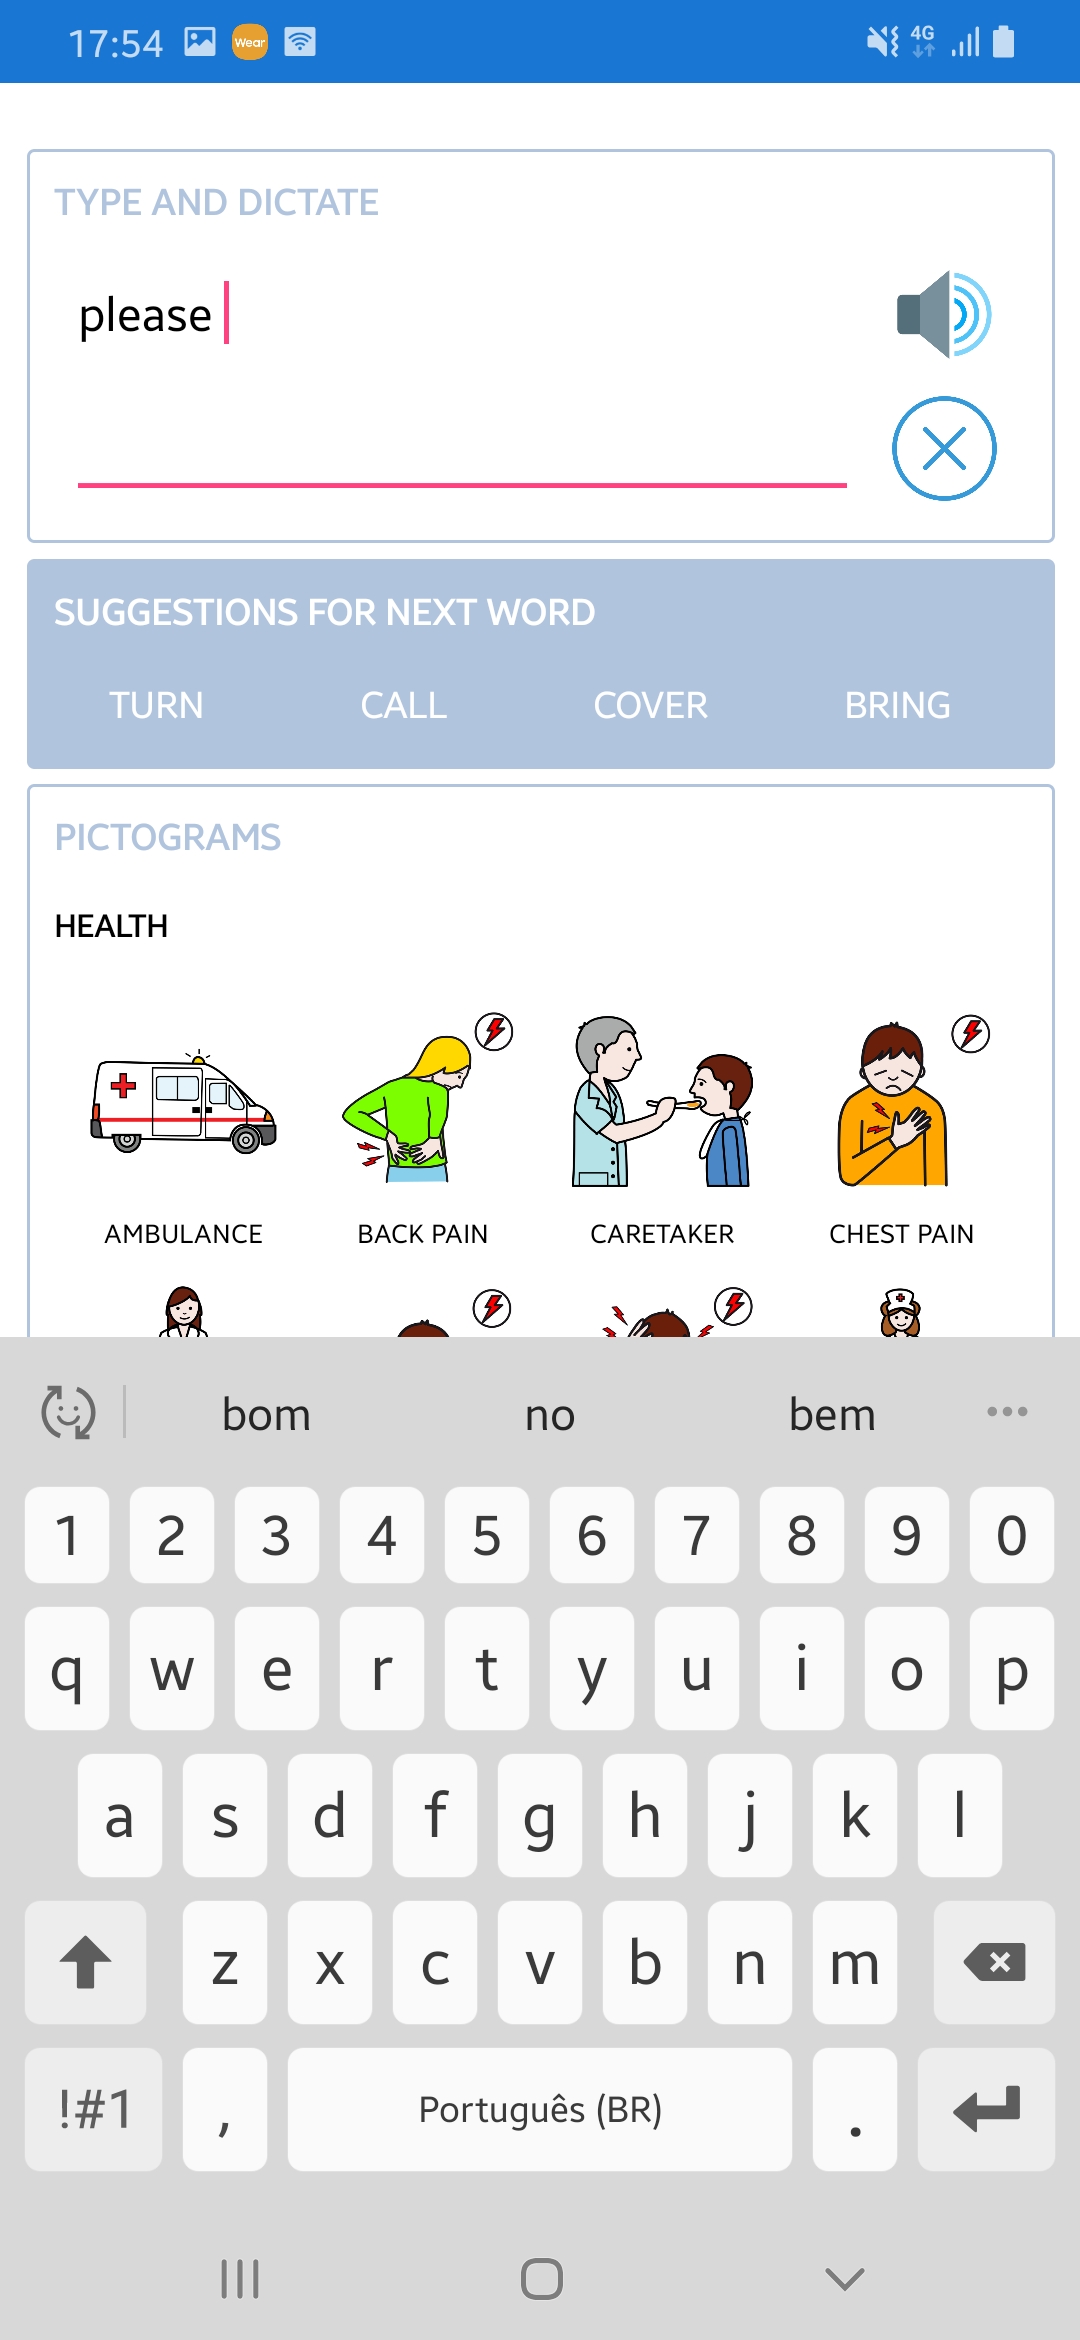 17:54 Wear 4G
TYPE AND DICTATE
please
SUGGESTIONS FOR NEXT WORD
TURN CALL COVER BRING
PICTOGRAMS
HEALTH
AMBULANCE BACK PAIN CARETAKER CHEST PAIN
bom no bem
1 2 3 4 5 6 7 8 9 0
q w e r t y u i o p
a s d f g h j k l
z x c v b n m
!#1 , Português (BR) .